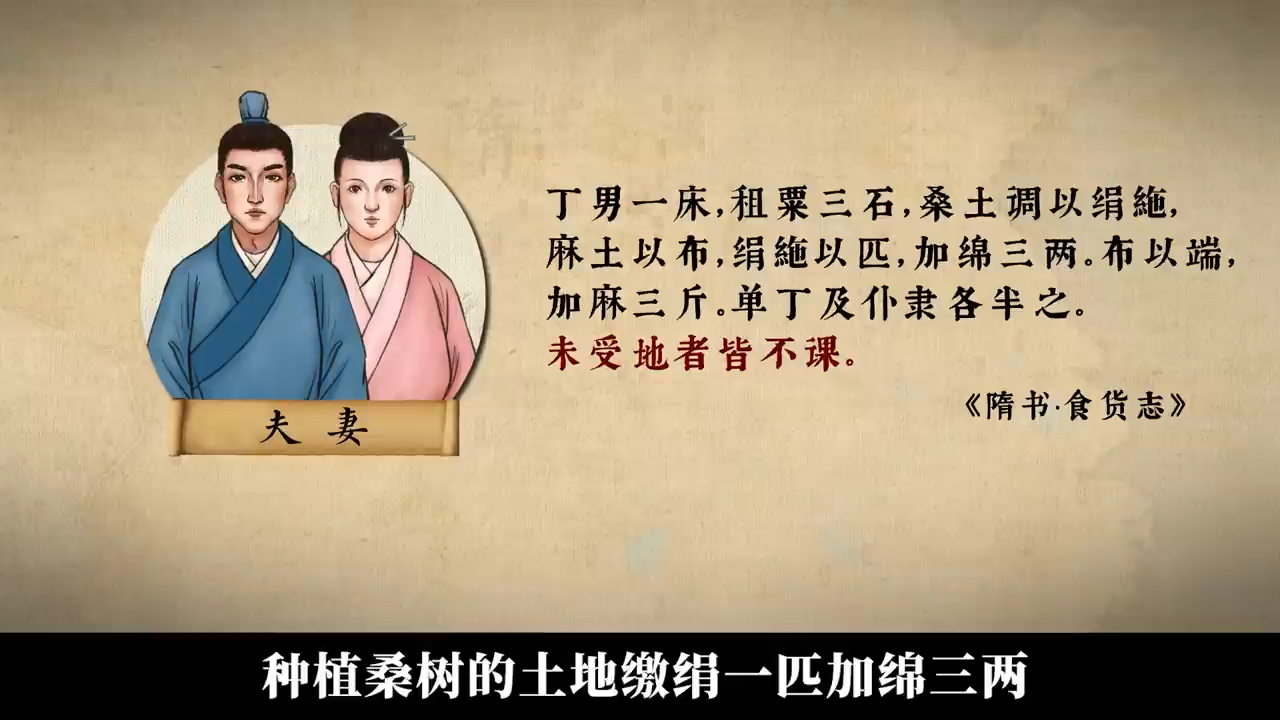 丁男一床,租粟三石,桑土调以绢絁,
麻土以布,绢絁以匹,加绵三两。布以端,
加麻三斤。单丁及仆隶各半之。
未受地者皆不课。
《隋书·食货志》
夫妻
种植桑树的土地缴绢一匹加绵三两